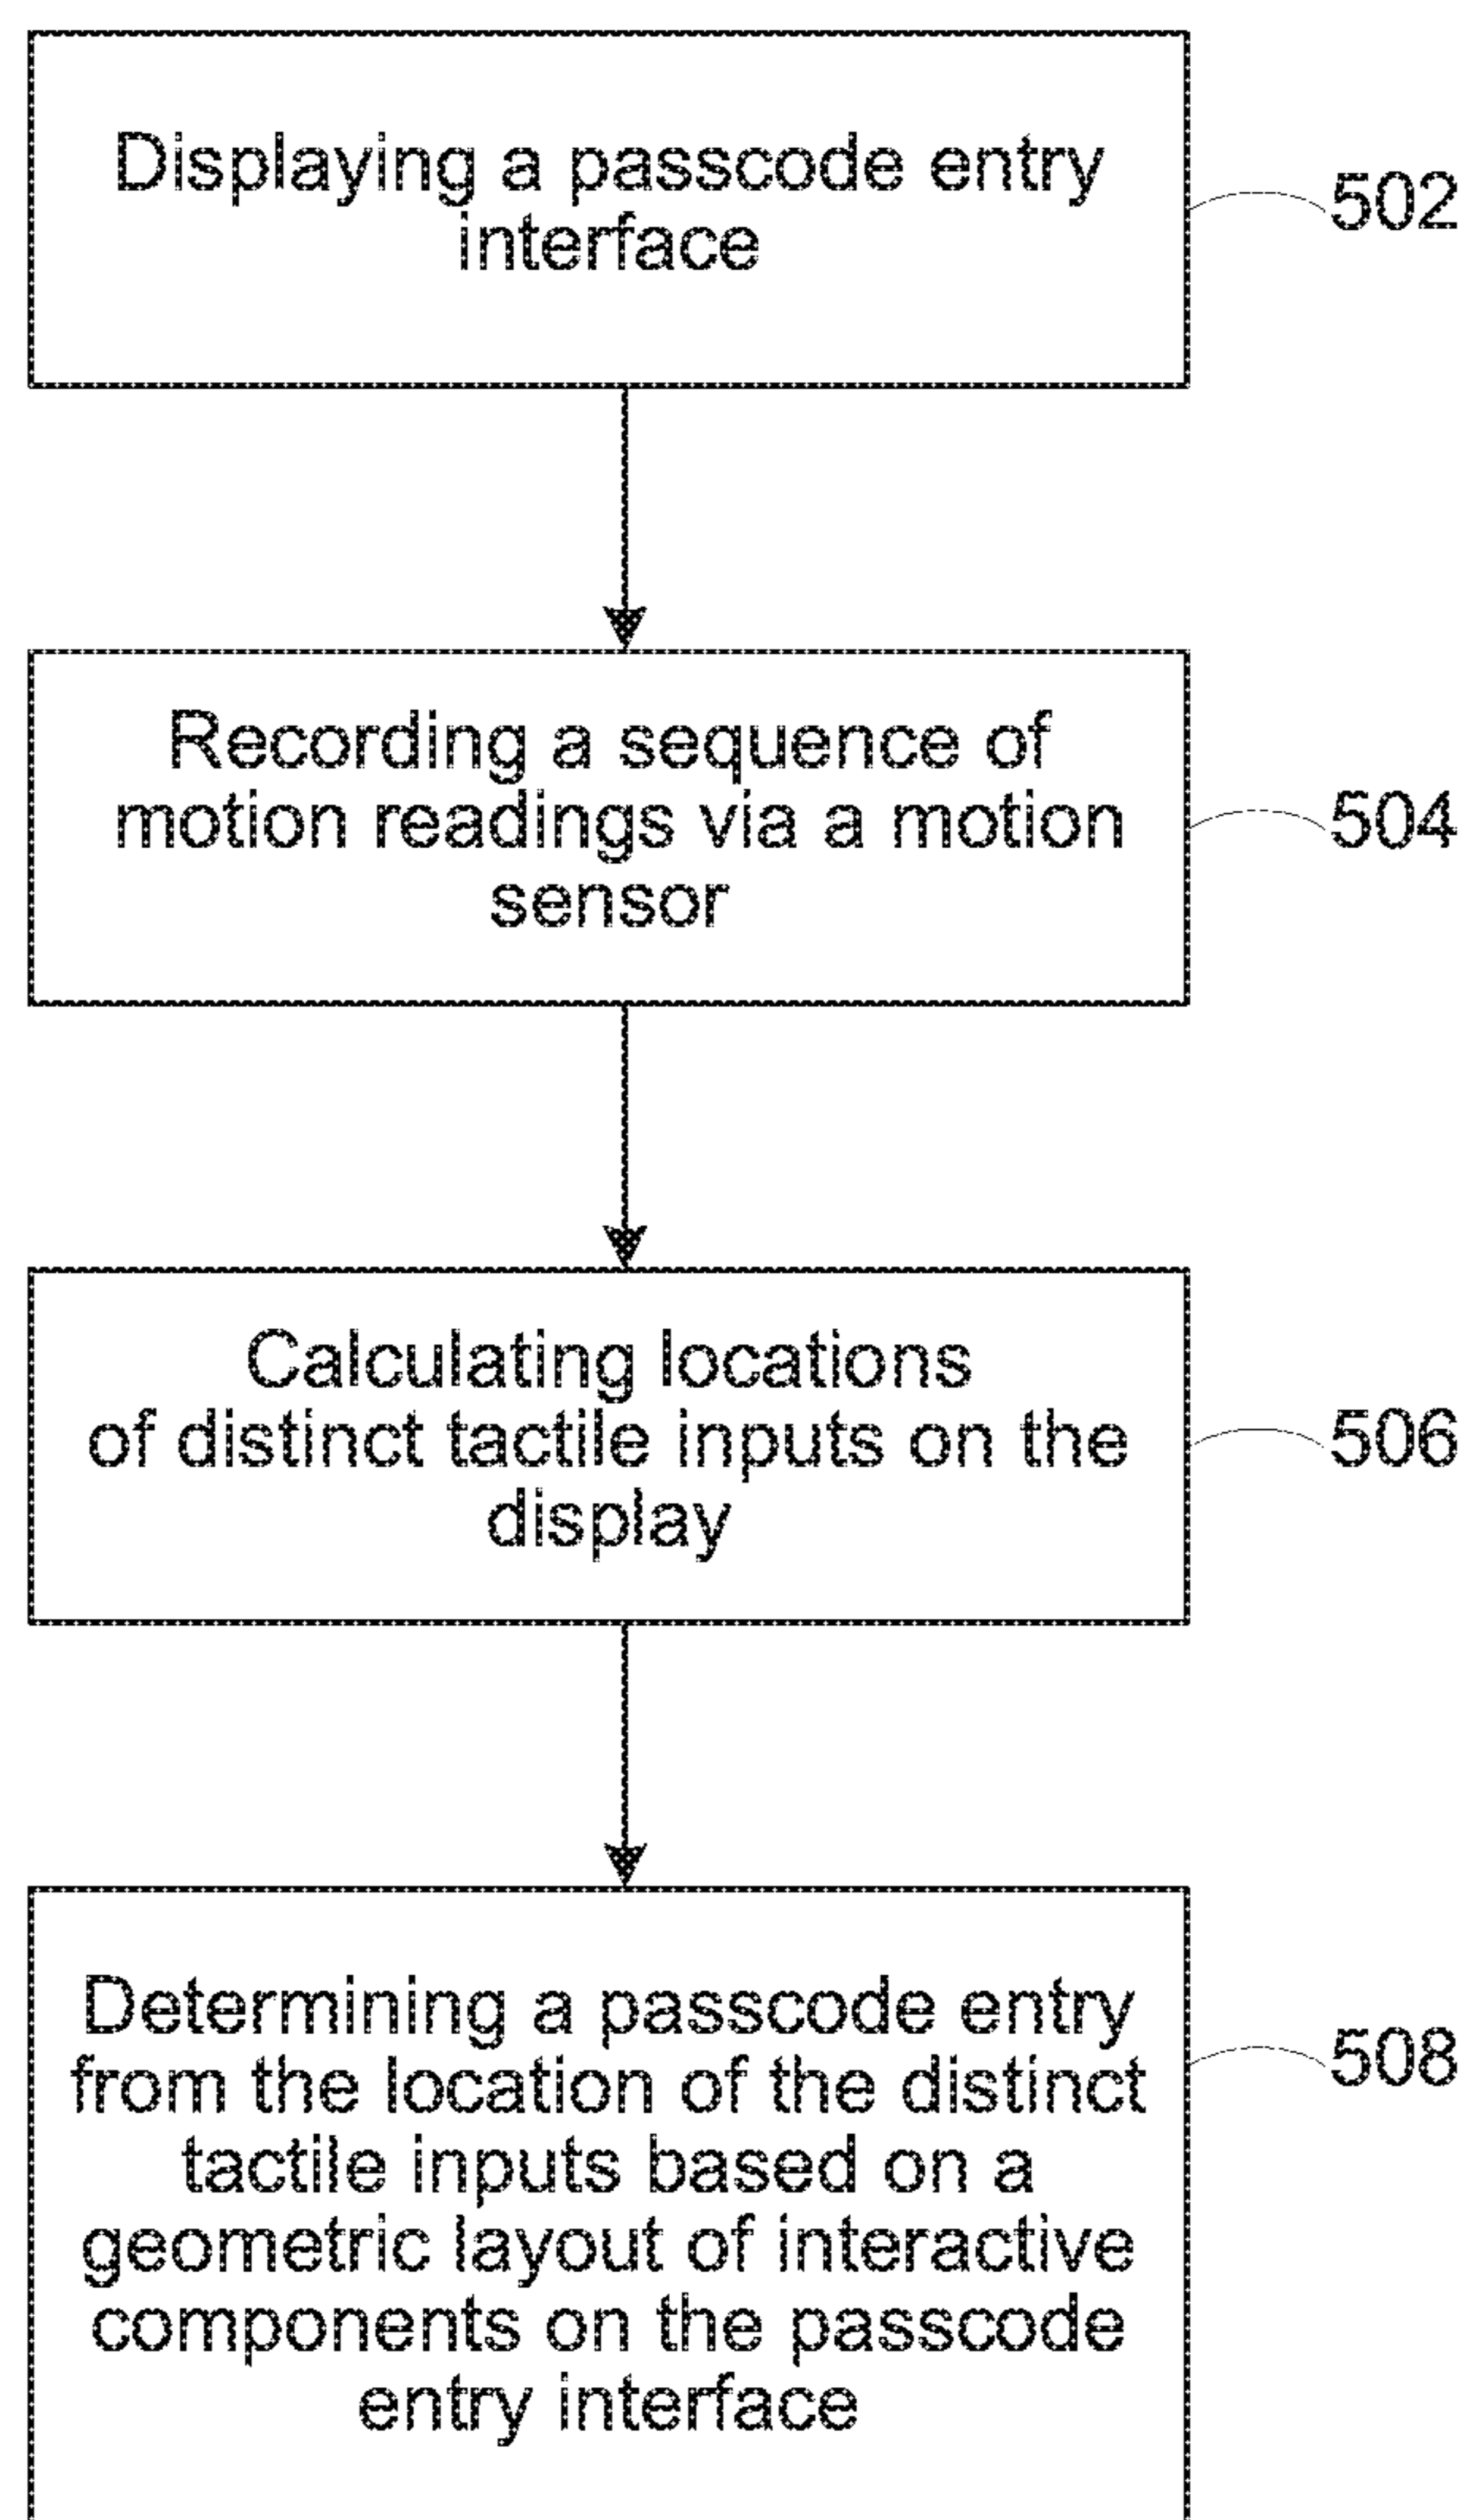 Displaying a passcode entry
interface
502
Recording a sequence of
motion readings via a motion
sensor
504
Calculating locations
of distinct tactile inputs on the
display
506
Determining a passcode entry
from the location of the distinct
tactile inputs based on a
geometric layout of interactive
components on the passcode
entry interface
508